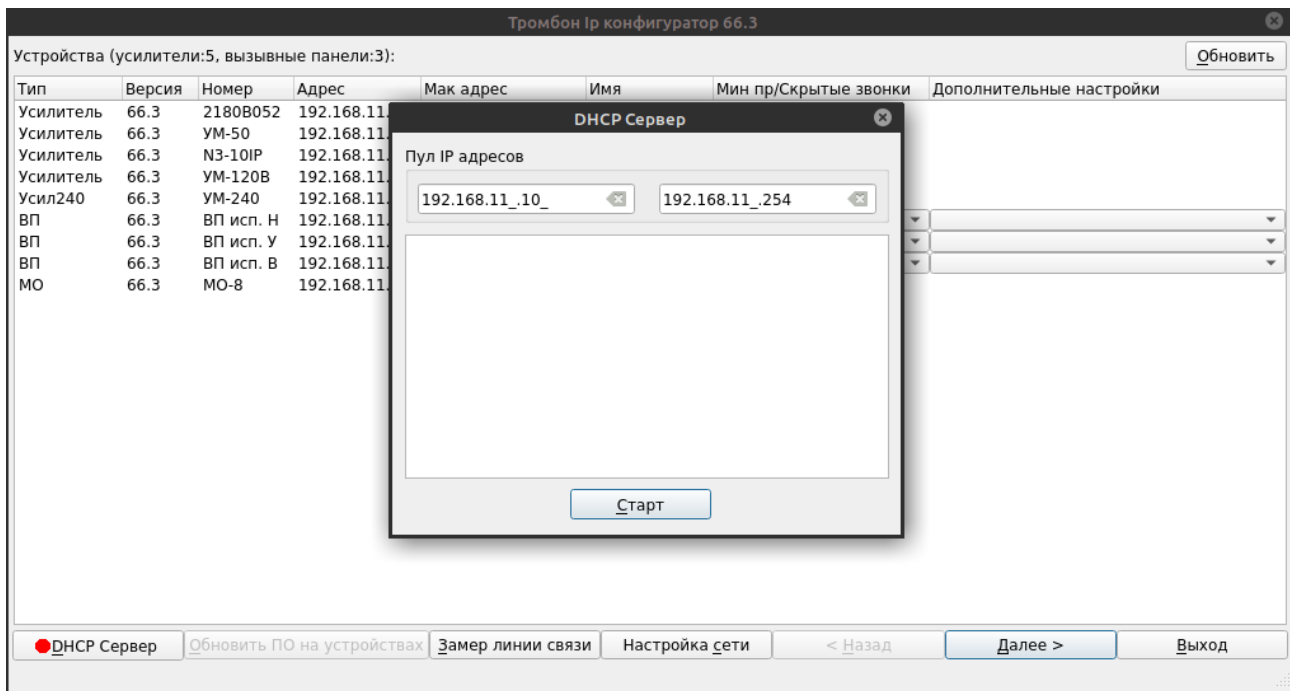 Тромбон Ip конфигуратор 66.3
Устройства (усилители:5, вызывные панели:3):
Обновить
Тип Версия Номер Адрес Мак адрес Имя Мин пр/Скрытые звонки Дополнительные настройки
Усилитель 66.3 2180B052 192.168.11.
Усилитель 66.3 УМ-50 192.168.11.
Усилитель 66.3 N3-10IP 192.168.11.
Усилитель 66.3 УМ-120В 192.168.11.
Усил240 66.3 УМ-240 192.168.11.
ВП 66.3 ВП исп. Н 192.168.11.
ВП 66.3 ВП исп. У 192.168.11.
ВП 66.3 ВП исп. В 192.168.11.
МО 66.3 МО-8 192.168.11.
DHCP Сервер
Пул IP адресов
192.168.11_.10_ 192.168.11_.254
Старт
DHCP Сервер Обновить ПО на устройствах Замер линии связи Настройка сети < Назад Далее > Выход